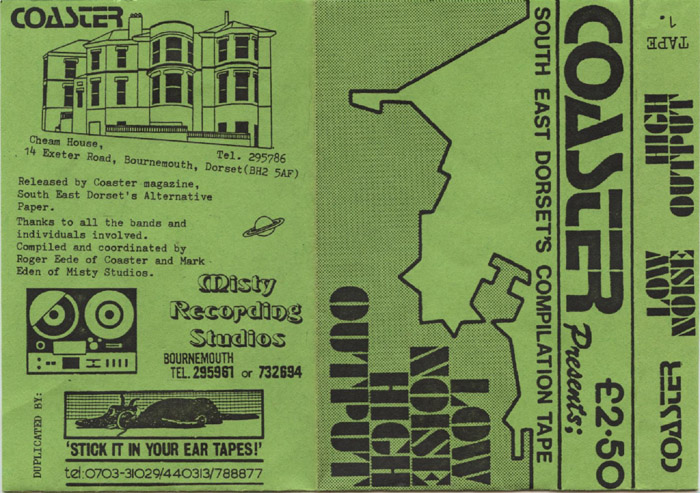 COASTER
Cheam House,
14 Exeter Road, Bournemouth, Dorset(BH2 5AF)
Tel. 295786
Released by Coaster magazine,
South East Dorset's Alternative
Paper.
Thanks to all the bands and
individuals involved.
Compiled and coordinated by
Roger Eede of Coaster and Mark
Eden of Misty Studios.
Misty
Recording
Studios
BOURNEMOUTH
TEL. 295961 or 732694
DUPLICATED BY:
'STICK IT IN YOUR EAR TAPES!'
tel:0703-31029/440313/788877
LOW
NOISE
HIGH
OUTPUT
SOUTH EAST DORSET'S COMPILATION TAPE
COASTER Presents:
£2·50
TAPE
1.
HIGH
OUTPUT
LOW
NOISE
COASTER